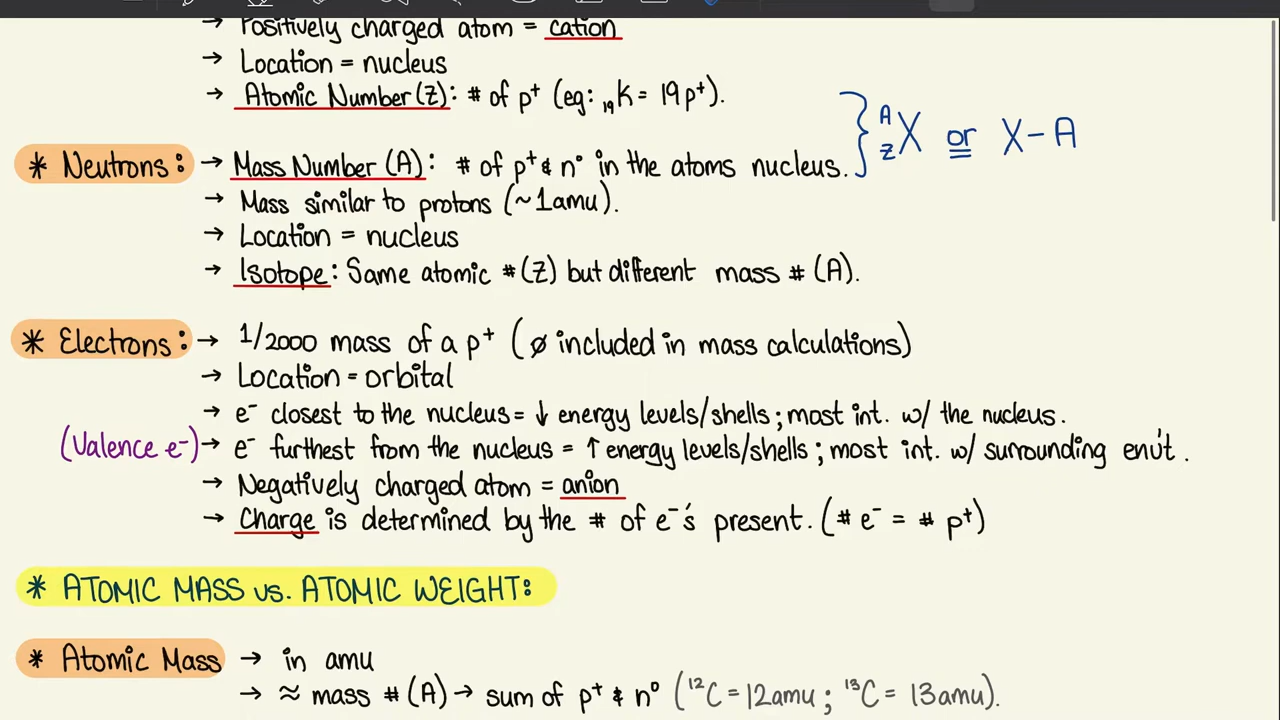 → Positively charged atom = cation
→ Location = nucleus
→ Atomic Number (Z): # of p⁺ (eg: ₁₉K = 19p⁺).
} ᴬ_Z X or X-A
* Neutrons: → Mass Number (A): # of p⁺ & n° in the atoms nucleus.
→ Mass similar to protons (~1amu).
→ Location = nucleus
→ Isotope: Same atomic # (Z) but different mass # (A).
* Electrons: → 1/2000 mass of a p⁺ (ø included in mass calculations)
→ Location = orbital
→ e⁻ closest to the nucleus = ↓ energy levels/shells; most int. w/ the nucleus.
(Valence e⁻) → e⁻ furthest from the nucleus = ↑ energy levels/shells; most int. w/ surrounding env't.
→ Negatively charged atom = anion
→ Charge is determined by the # of e⁻'s present. (# e⁻ = # p⁺)
* ATOMIC MASS vs. ATOMIC WEIGHT:
* Atomic Mass → in amu
→ ≈ mass # (A) → sum of p⁺ & n° (¹²C = 12amu; ¹³C = 13amu).